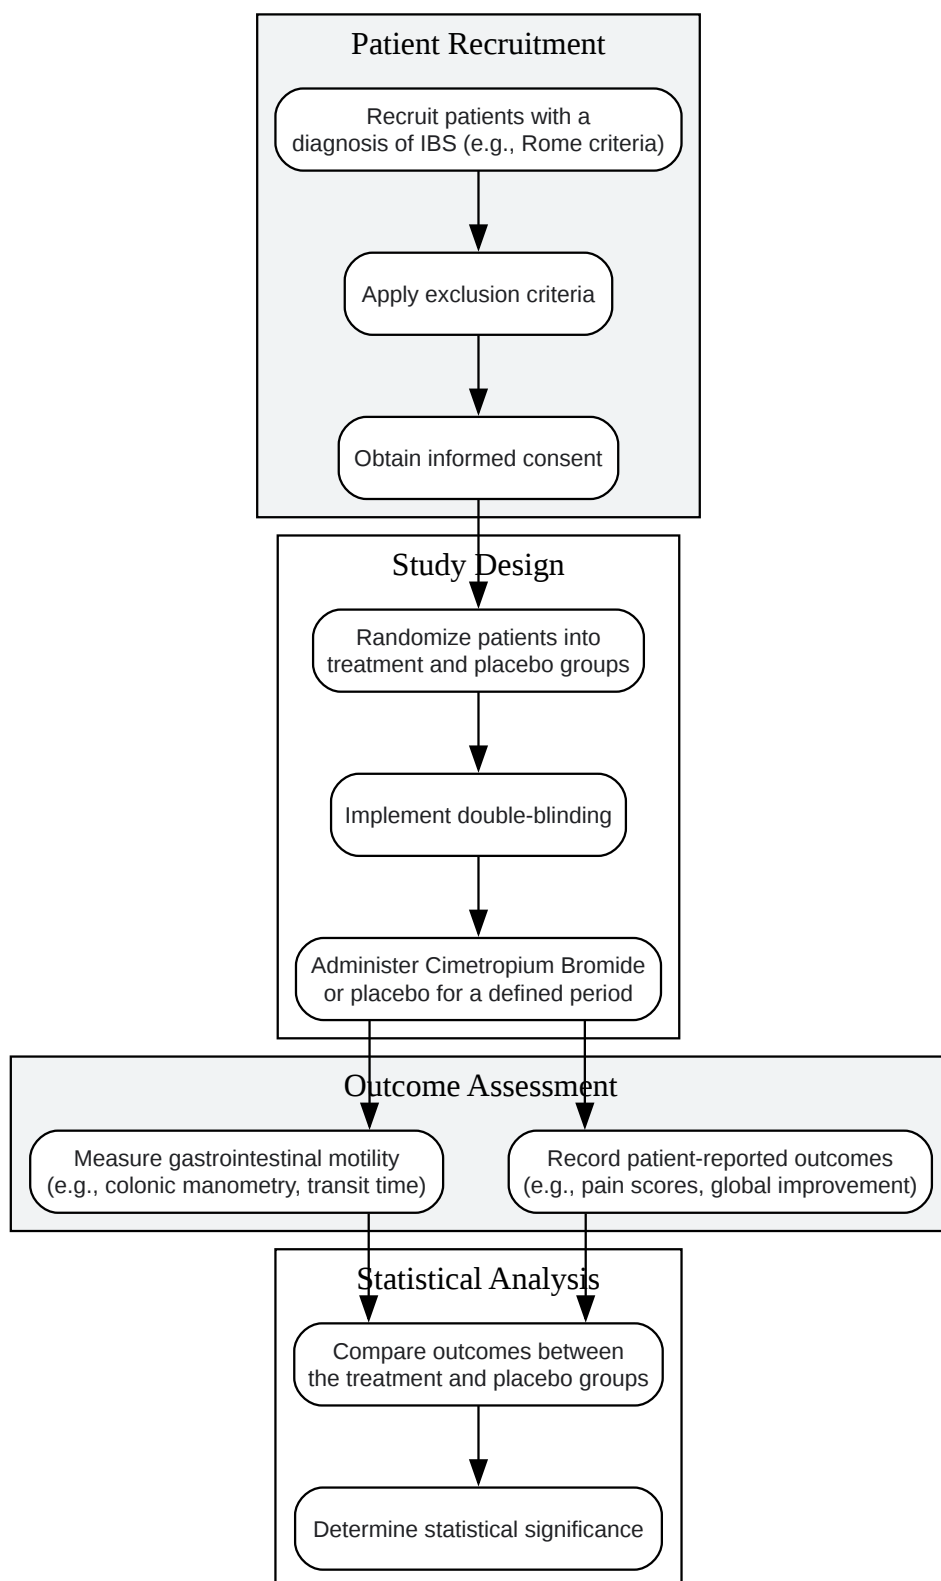 Patient Recruitment
Recruit patients with a
diagnosis of IBS (e.g., Rome criteria)
Apply exclusion criteria
Obtain informed consent
Study Design
Randomize patients into
treatment and placebo groups
Implement double-blinding
Administer Cimetropium Bromide
or placebo for a defined period
Outcome Assessment
Measure gastrointestinal motility
(e.g., colonic manometry, transit time)
Record patient-reported outcomes
(e.g., pain scores, global improvement)
Statistical Analysis
Compare outcomes between
the treatment and placebo groups
Determine statistical significance